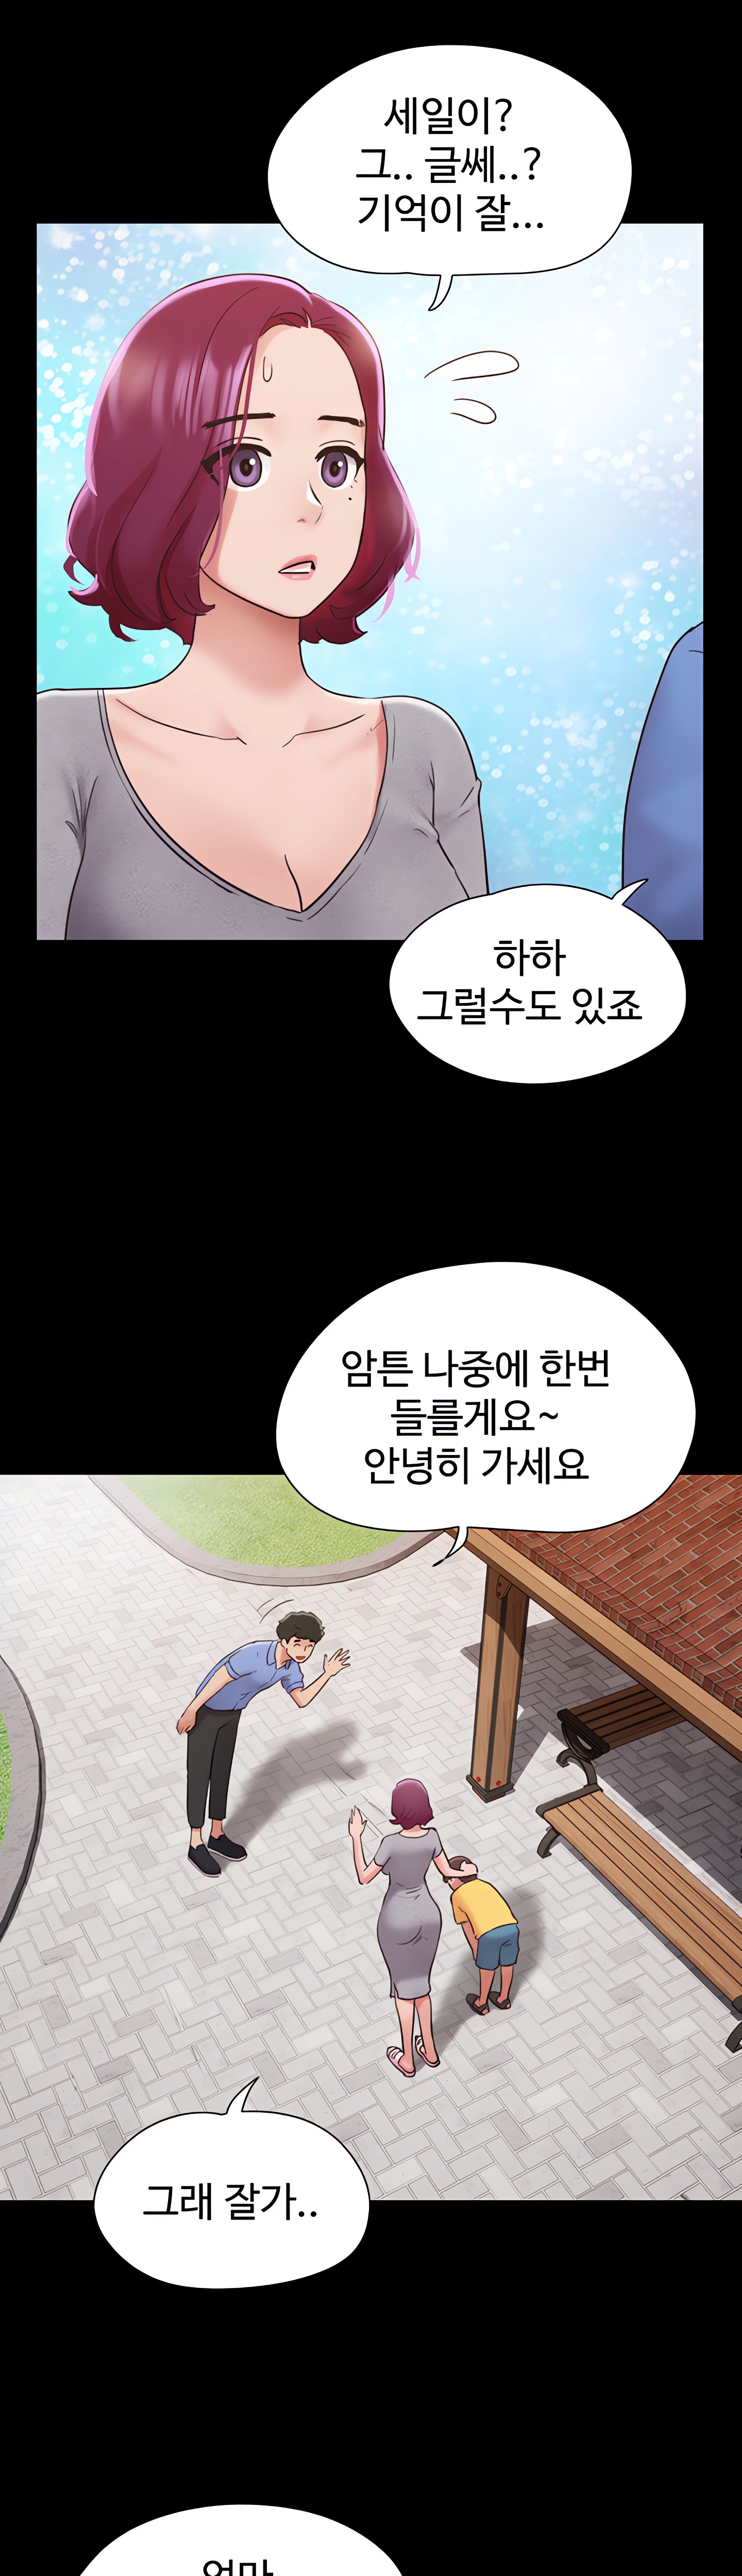 세일이?
그.. 글쎄..?
기억이 잘...
하하
그럴수도 있죠
암튼 나중에 한번
들를게요~
안녕히 가세요
그래 잘가..
엄마